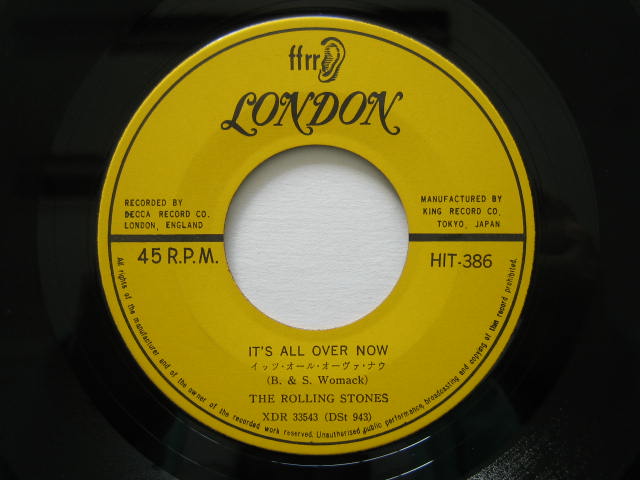 ffrr
LONDON
RECORDED BY
DECCA RECORD CO.
LONDON, ENGLAND
MANUFACTURED BY
KING RECORD CO.
TOKYO, JAPAN
45 R.P.M.
HIT-386
IT'S ALL OVER NOW
イッツ・オール・オーヴァ・ナウ
(B. & S. Womack)
THE ROLLING STONES
XDR 33543 (DSt 943)
All rights of the manufacturer and of the owner of the recorded work reserved. Unauthorised public performance, broadcasting and copying of this record prohibited.